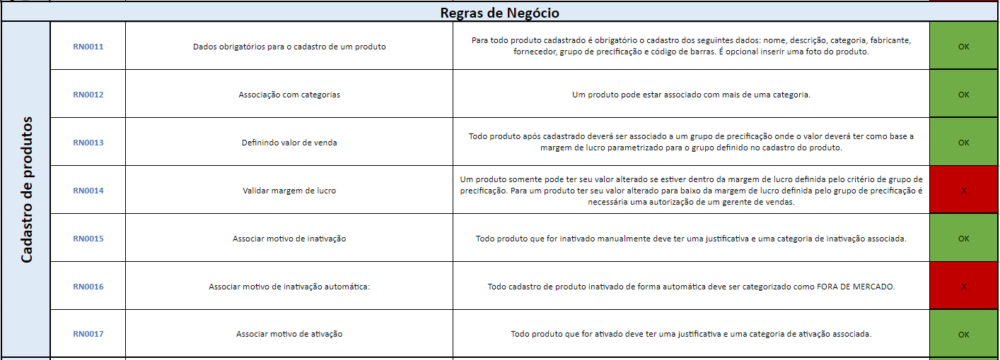 Regras de Negócio
Cadastro de produtos
RN0011
Dados obrigatórios para o cadastro de um produto
Para todo produto cadastrado é obrigatório o cadastro dos seguintes dados: nome, descrição, categoria, fabricante,
fornecedor, grupo de precificação e código de barras. É opcional inserir uma foto do produto.
OK
RN0012
Associação com categorias
Um produto pode estar associado com mais de uma categoria.
OK
RN0013
Definindo valor de venda
Todo produto após cadastrado deverá ser associado a um grupo de precificação onde o valor deverá ter como base a
margem de lucro parametrizado para o grupo definido no cadastro do produto.
OK
RN0014
Validar margem de lucro
Um produto somente pode ter seu valor alterado se estiver dentro da margem de lucro definida pelo critério de grupo de
precificação. Para um produto ter seu valor alterado para baixo da margem de lucro definida pelo grupo de precificação é
necessária uma autorização de um gerente de vendas.
X
RN0015
Associar motivo de inativação
Todo produto que for inativado manualmente deve ter uma justificativa e uma categoria de inativação associada.
OK
RN0016
Associar motivo de inativação automática:
Todo cadastro de produto inativado de forma automática deve ser categorizado como FORA DE MERCADO.
X
RN0017
Associar motivo de ativação
Todo produto que for ativado deve ter uma justificativa e uma categoria de ativação associada.
OK